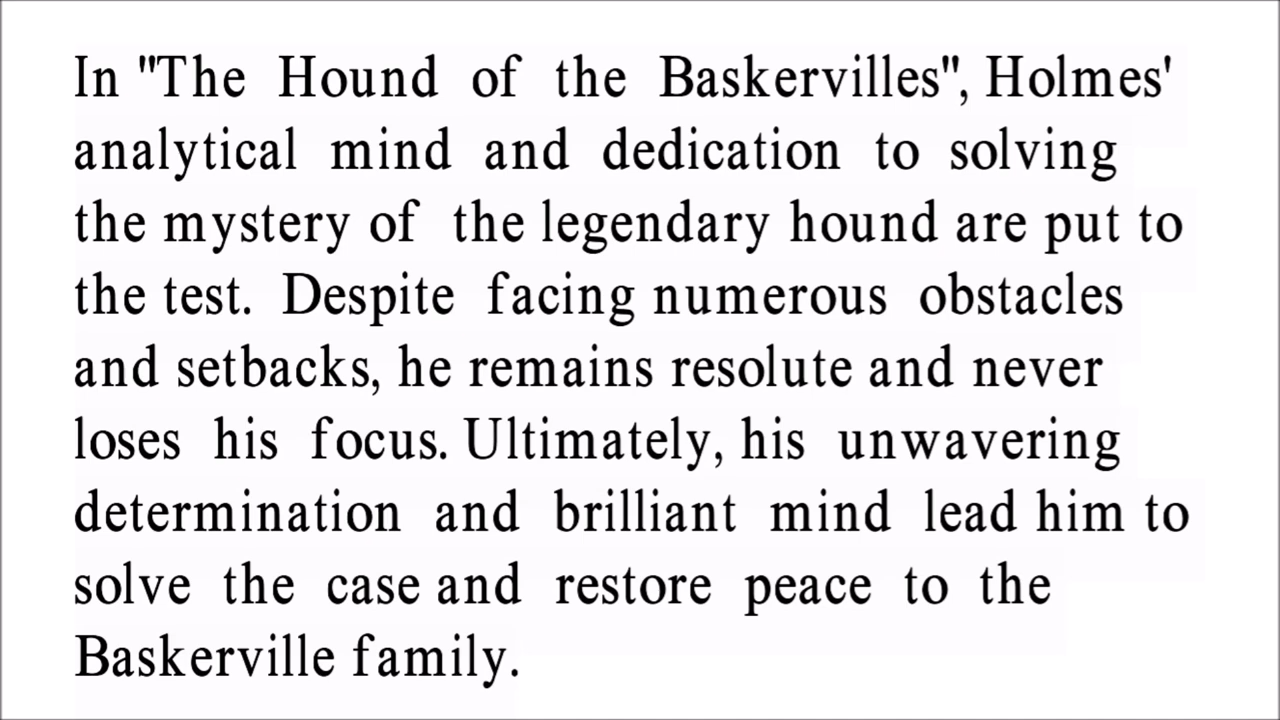 In "The Hound of the Baskervilles", Holmes'
analytical mind and dedication to solving
the mystery of the legendary hound are put to
the test. Despite facing numerous obstacles
and setbacks, he remains resolute and never
loses his focus. Ultimately, his unwavering
determination and brilliant mind lead him to
solve the case and restore peace to the
Baskerville family.